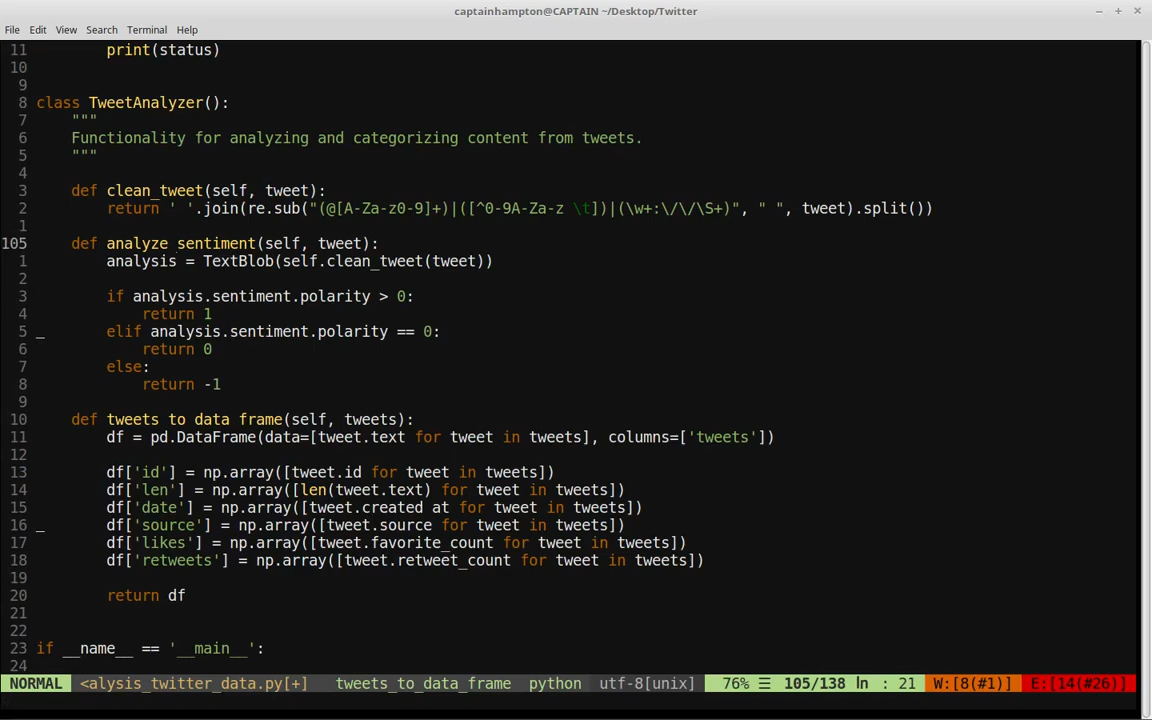 captainhampton@CAPTAIN ~/Desktop/Twitter
File Edit View Search Terminal Help
11 print(status)
10
9
8 class TweetAnalyzer():
7 """
6 Functionality for analyzing and categorizing content from tweets.
5 """
4
3 def clean_tweet(self, tweet):
2 return ' '.join(re.sub("(@[A-Za-z0-9]+)|([^0-9A-Za-z \t])|(\w+:\/\/\S+)", " ", tweet).split())
1
105 def analyze sentiment(self, tweet):
1 analysis = TextBlob(self.clean_tweet(tweet))
2
3 if analysis.sentiment.polarity > 0:
4 return 1
5 _ elif analysis.sentiment.polarity == 0:
6 return 0
7 else:
8 return -1
9
10 def tweets to data frame(self, tweets):
11 df = pd.DataFrame(data=[tweet.text for tweet in tweets], columns=['tweets'])
12
13 df['id'] = np.array([tweet.id for tweet in tweets])
14 df['len'] = np.array([len(tweet.text) for tweet in tweets])
15 df['date'] = np.array([tweet.created at for tweet in tweets])
16 _ df['source'] = np.array([tweet.source for tweet in tweets])
17 df['likes'] = np.array([tweet.favorite_count for tweet in tweets])
18 df['retweets'] = np.array([tweet.retweet_count for tweet in tweets])
19
20 return df
21
22
23 if __name__ == '__main__':
24
NORMAL <alysis_twitter_data.py[+] tweets_to_data_frame python utf-8[unix] 76% ☰ 105/138 ㏑ : 21 W:[8(#1)] E:[14(#26)]